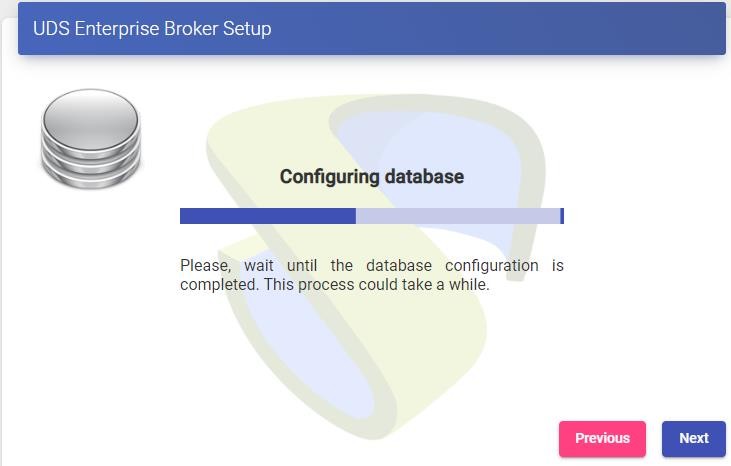 UDS Enterprise Broker Setup
Configuring database
Please, wait until the database configuration is
completed. This process could take a while.
Previous
Next